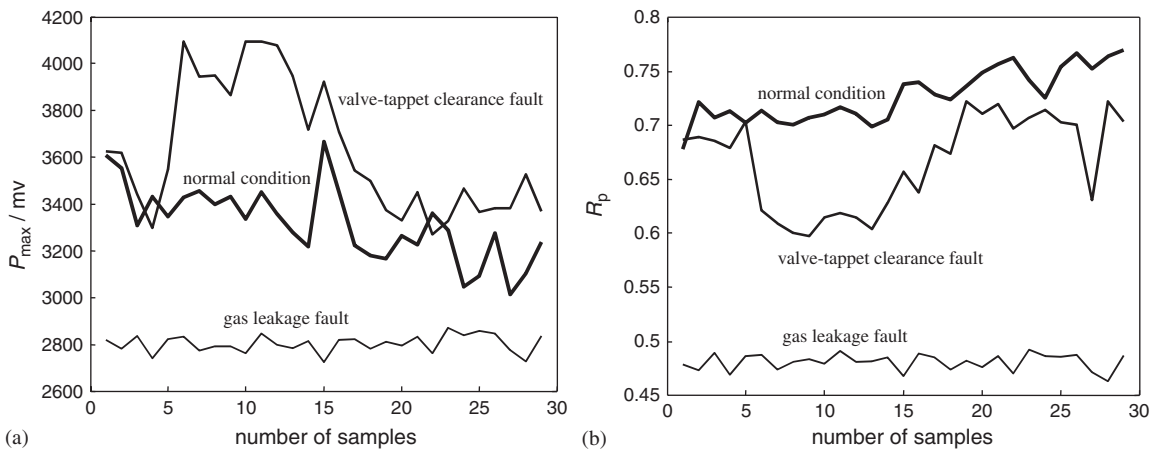 4200
4000
3800
3600
3400
3200
3000
2800
2600
P_max / mv
valve-tappet clearance fault
normal condition
gas leakage fault
0 5 10 15 20 25 30
(a) number of samples
0.8
0.75
0.7
0.65
0.6
0.55
0.5
0.45
R_p
normal condition
valve-tappet clearance fault
gas leakage fault
0 5 10 15 20 25 30
(b) number of samples